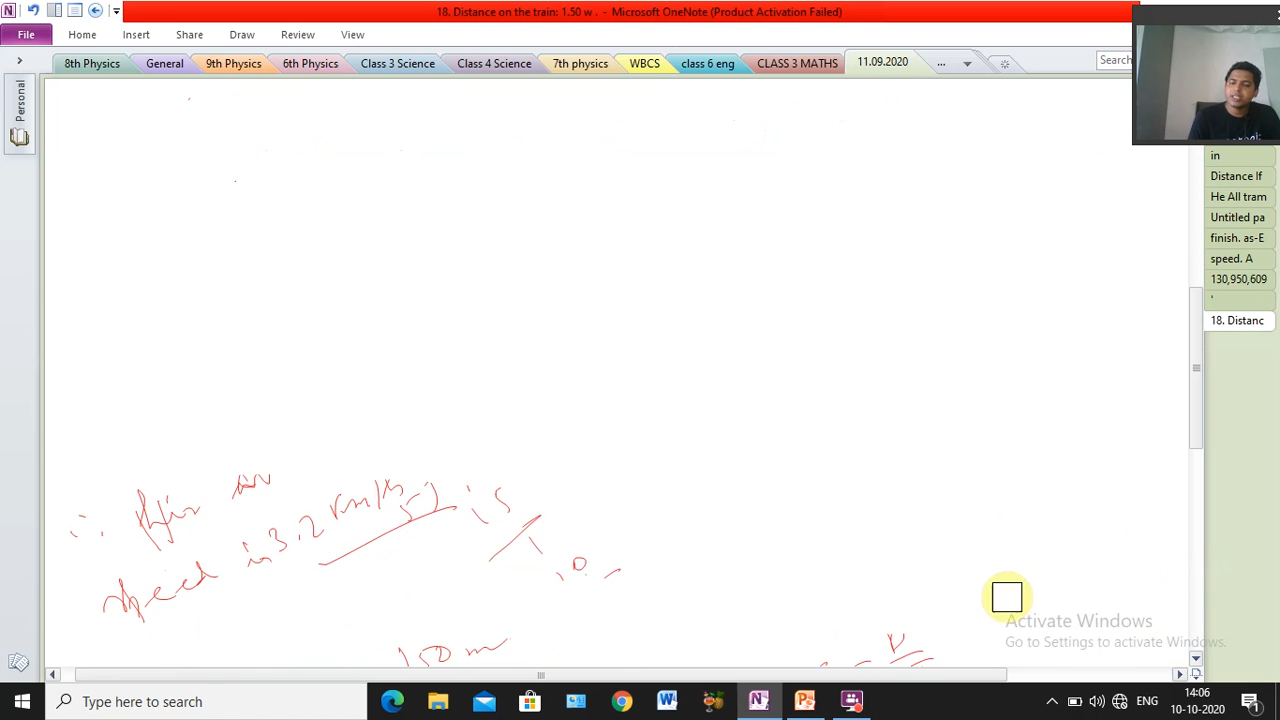 18. Distance on the train: 1.50 w . - Microsoft OneNote (Product Activation Failed)
File Home Insert Share Draw Review View
8th Physics General 9th Physics 6th Physics Class 3 Science Class 4 Science 7th physics WBCS class 6 eng CLASS 3 MATHS 11.09.2020 ... Search
Personal
in
Distance If
He All tram
Untitled pa
finish. as-E
speed. A
130,950,609
'
18. Distanc
speed in 3.2 km/h is
150 m
Activate Windows
Go to Settings to activate Windows.
Type here to search
ENG
14:06
10-10-2020